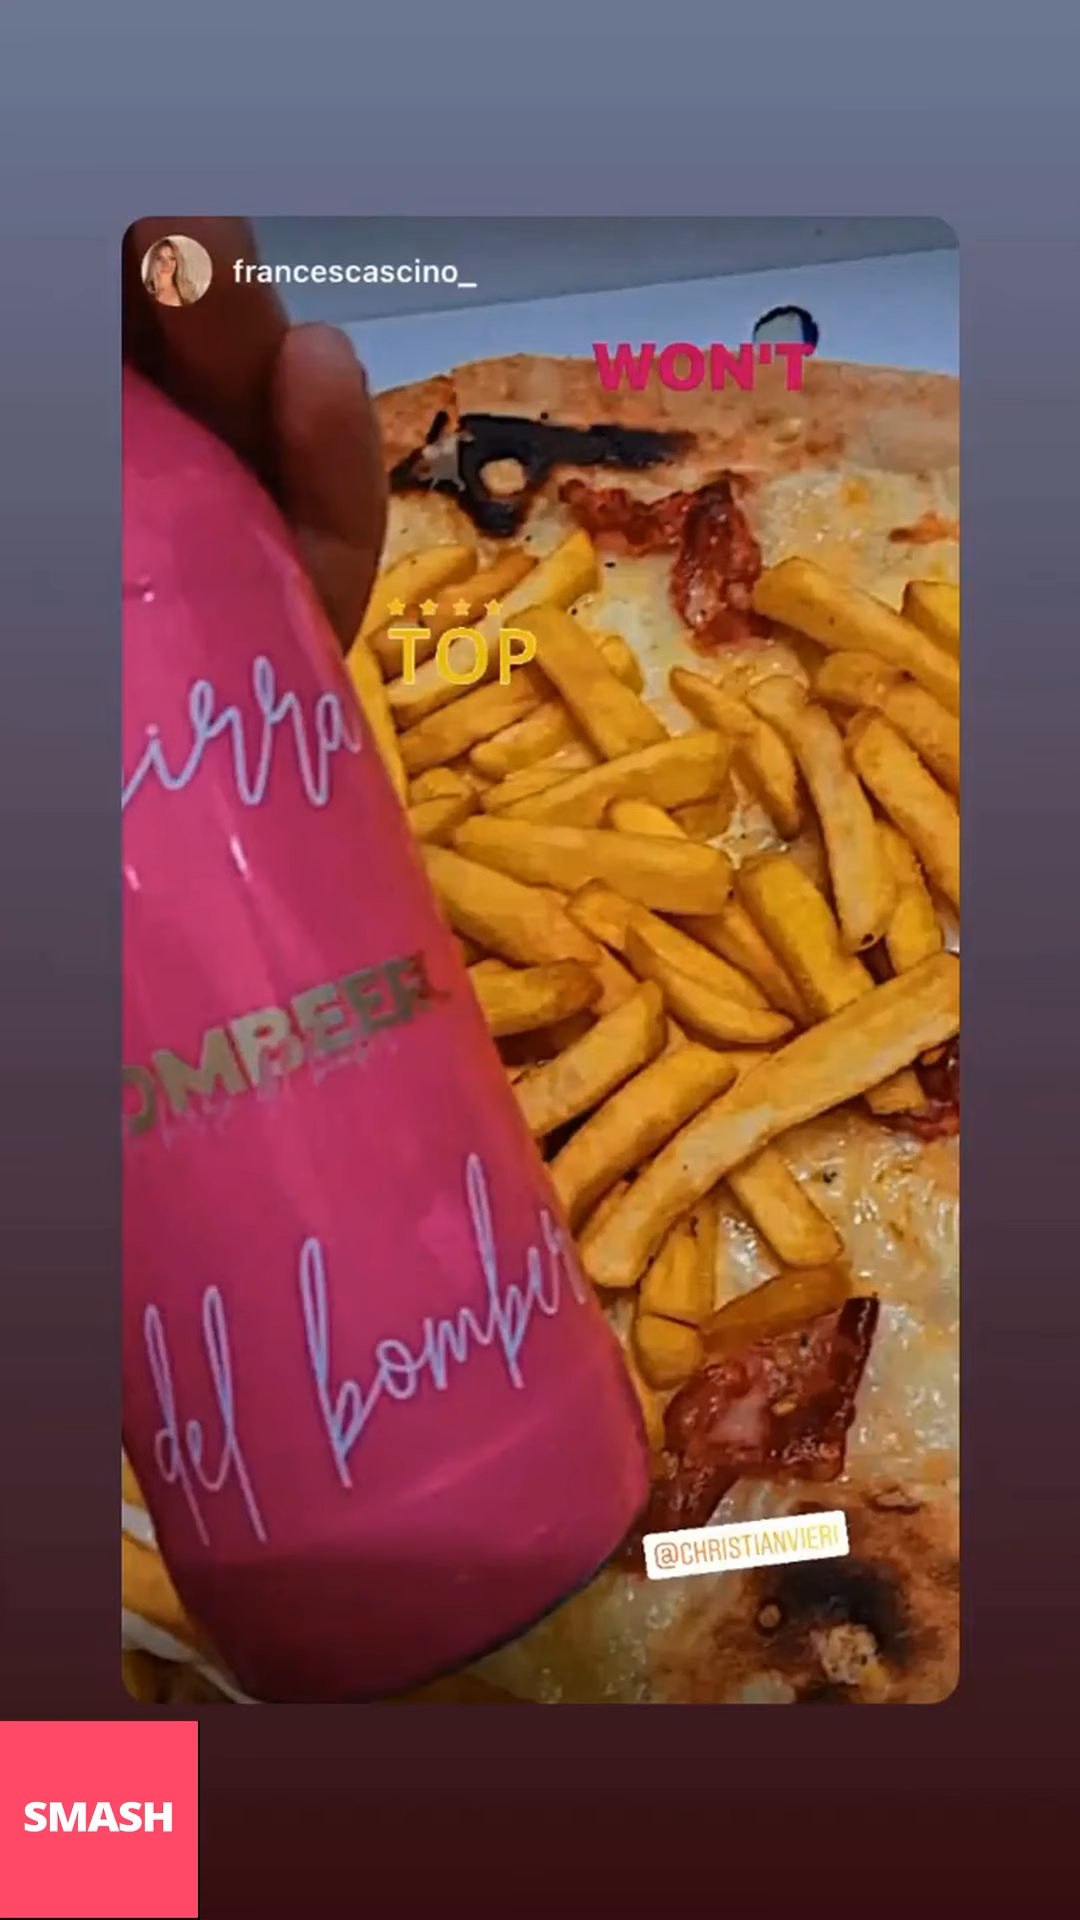 francescascino_
WON'T
TOP
irra
OMBEER
del bomber
@CHRISTIANVIERI
SMASH